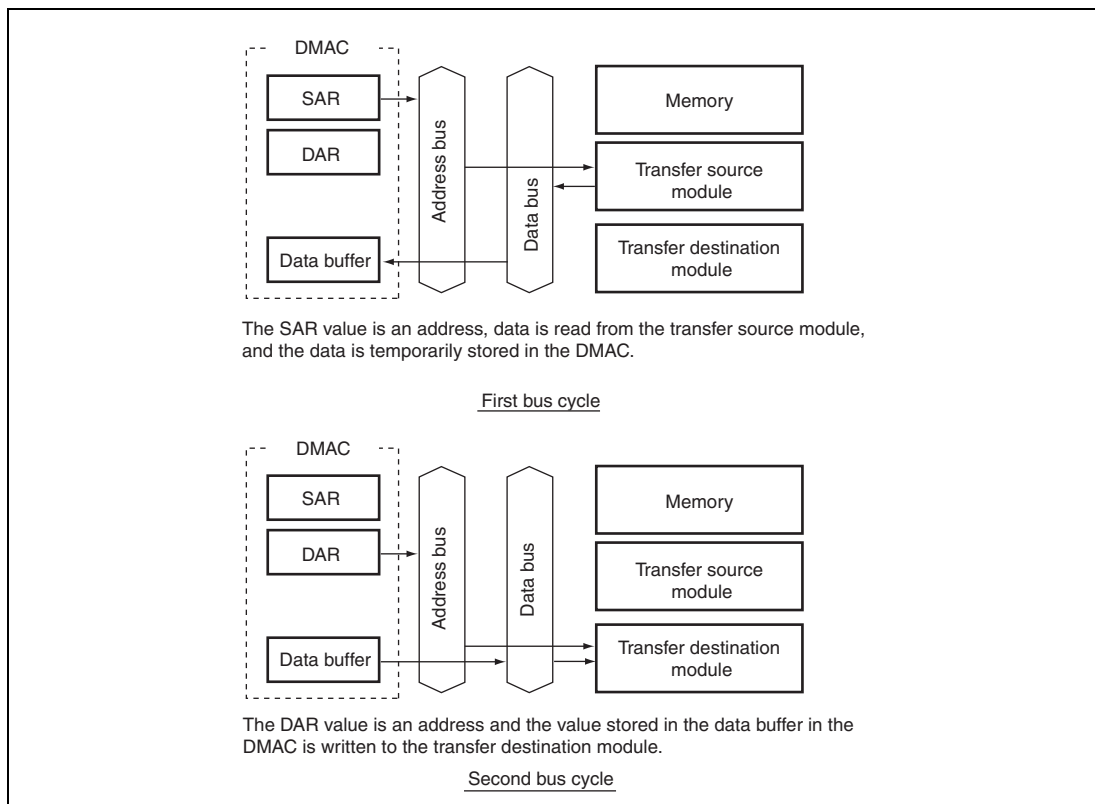 DMAC
SAR
DAR
Data buffer
Address bus
Data bus
Memory
Transfer source
module
Transfer destination
module
The SAR value is an address, data is read from the transfer source module,
and the data is temporarily stored in the DMAC.
First bus cycle
DMAC
SAR
DAR
Data buffer
Address bus
Data bus
Memory
Transfer source
module
Transfer destination
module
The DAR value is an address and the value stored in the data buffer in the
DMAC is written to the transfer destination module.
Second bus cycle